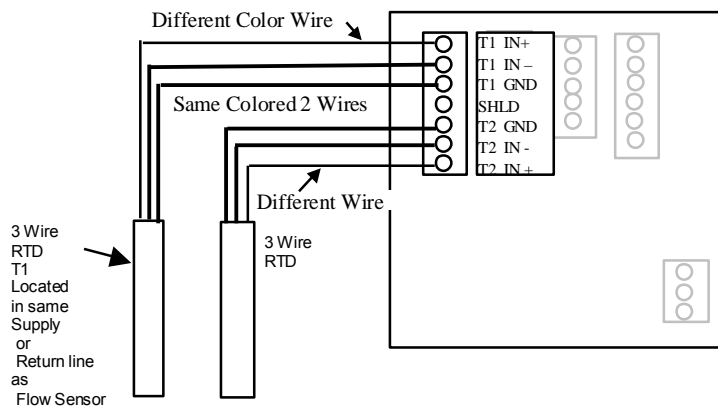 Different Color Wire
T1 IN+
T1 IN –
T1 GND
SHLD
T2 GND
T2 IN -
T2 IN +
Same Colored 2 Wires
Different Wire
3 Wire
RTD
T1
Located
in same
Supply
or
Return line
as
Flow Sensor
3 Wire
RTD